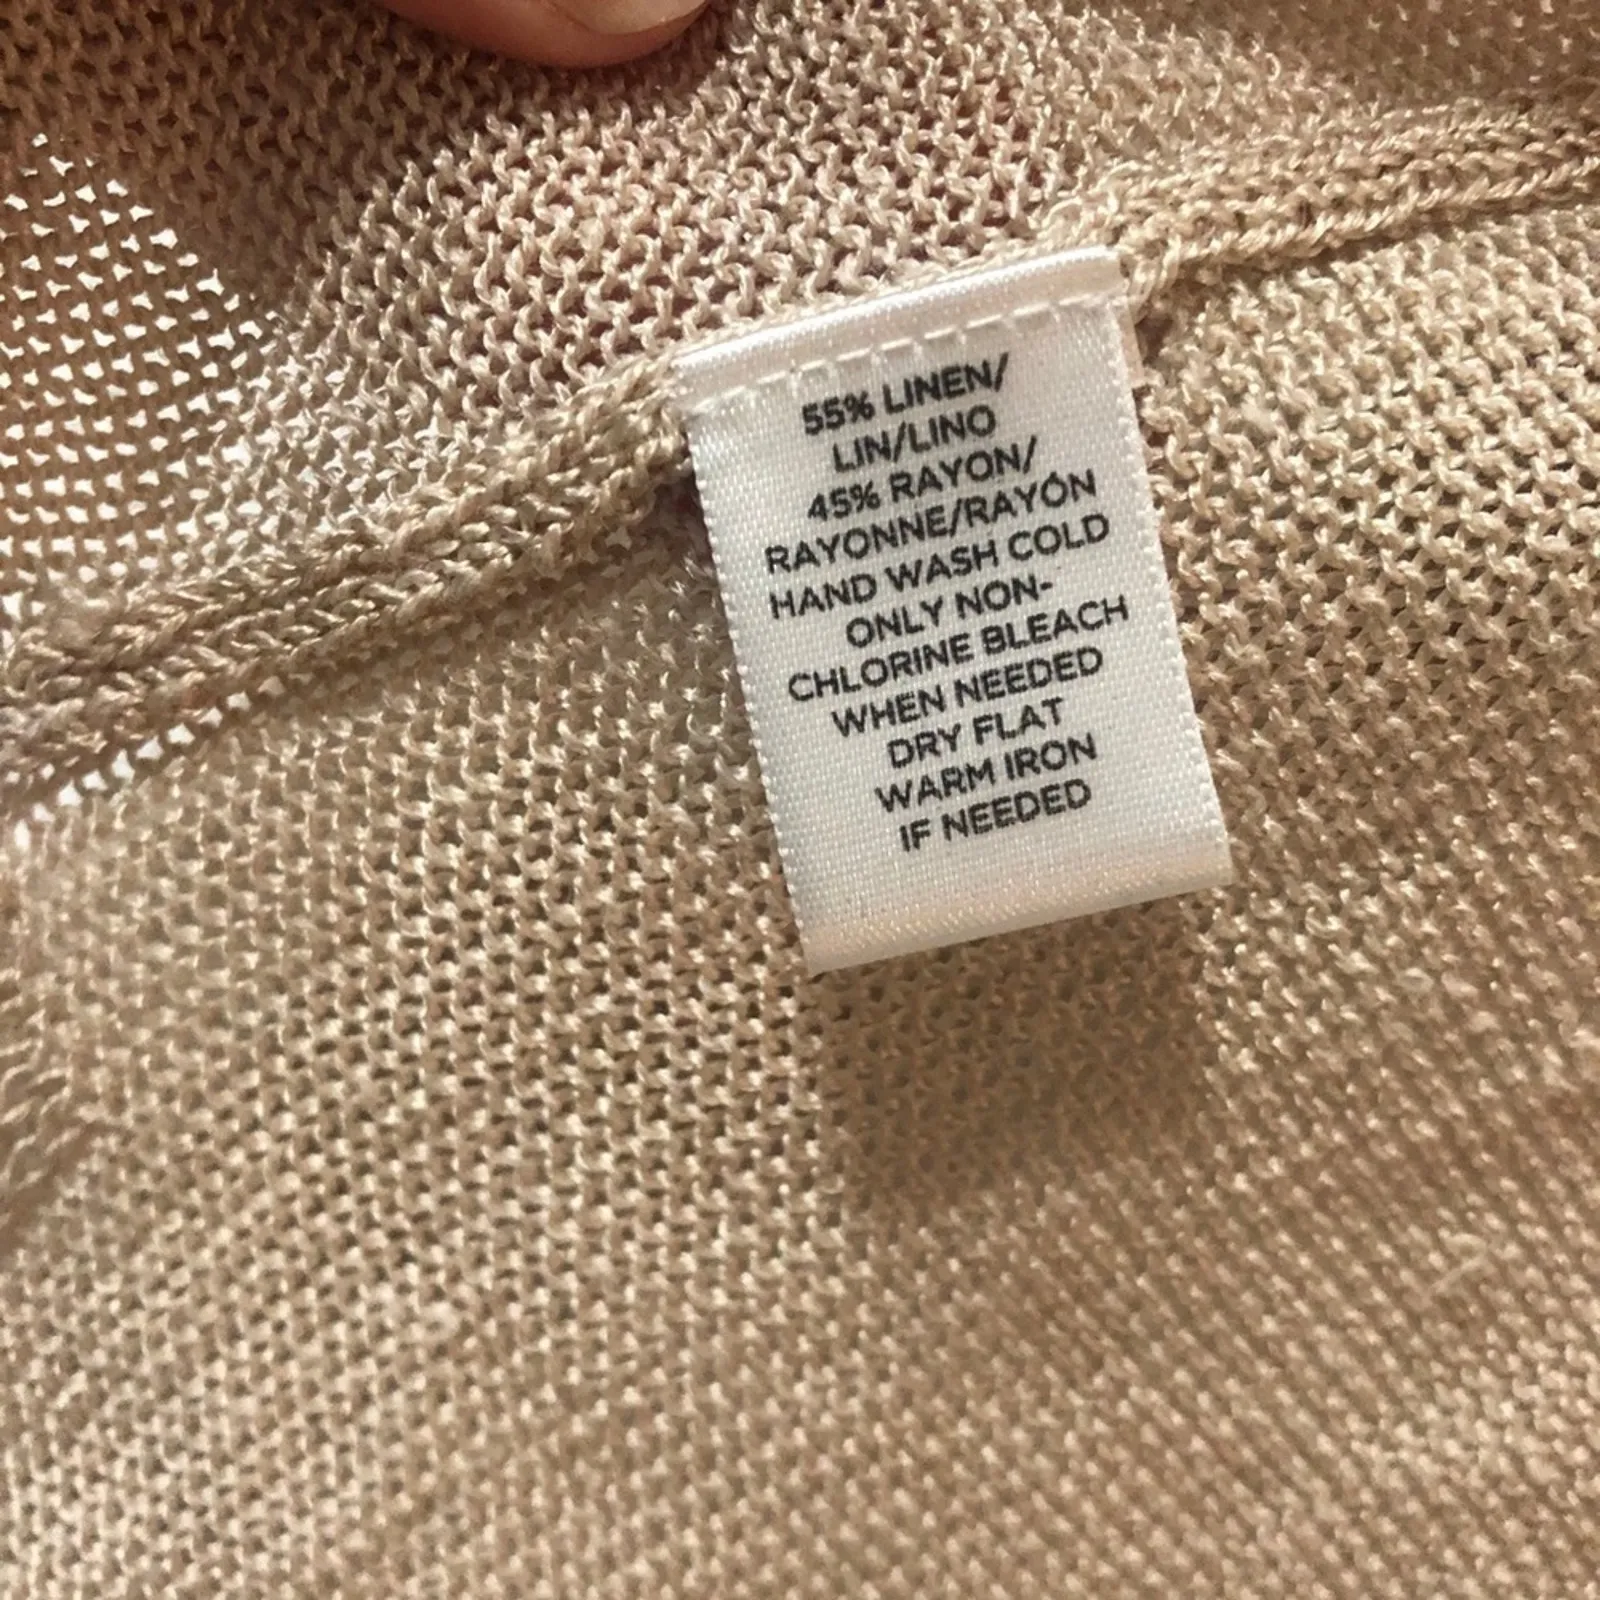 55% LINEN/
LIN/LINO
45% RAYON/
RAYONNE/RAYÓN
HAND WASH COLD
ONLY NON-
CHLORINE BLEACH
WHEN NEEDED
DRY FLAT
WARM IRON
IF NEEDED